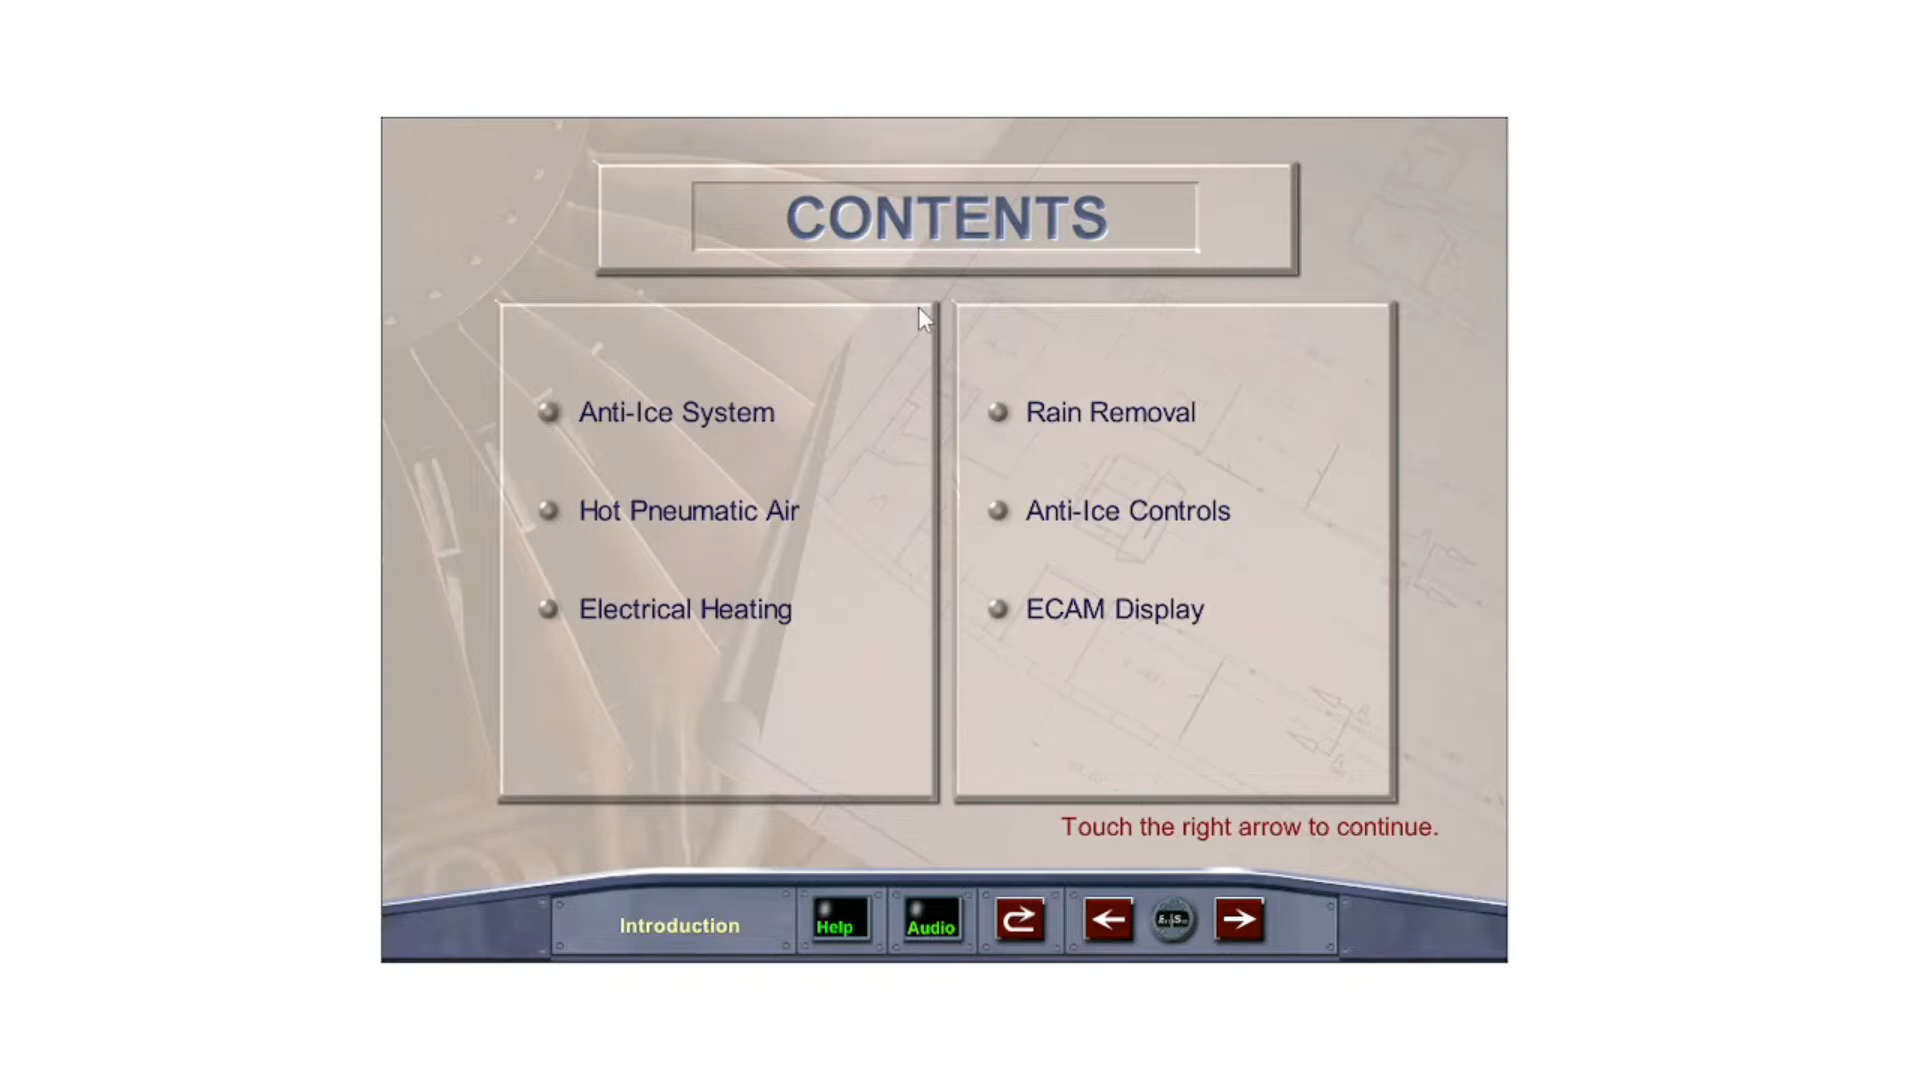 CONTENTS
Anti-Ice System
Hot Pneumatic Air
Electrical Heating
Rain Removal
Anti-Ice Controls
ECAM Display
Touch the right arrow to continue.
Introduction
Help
Audio